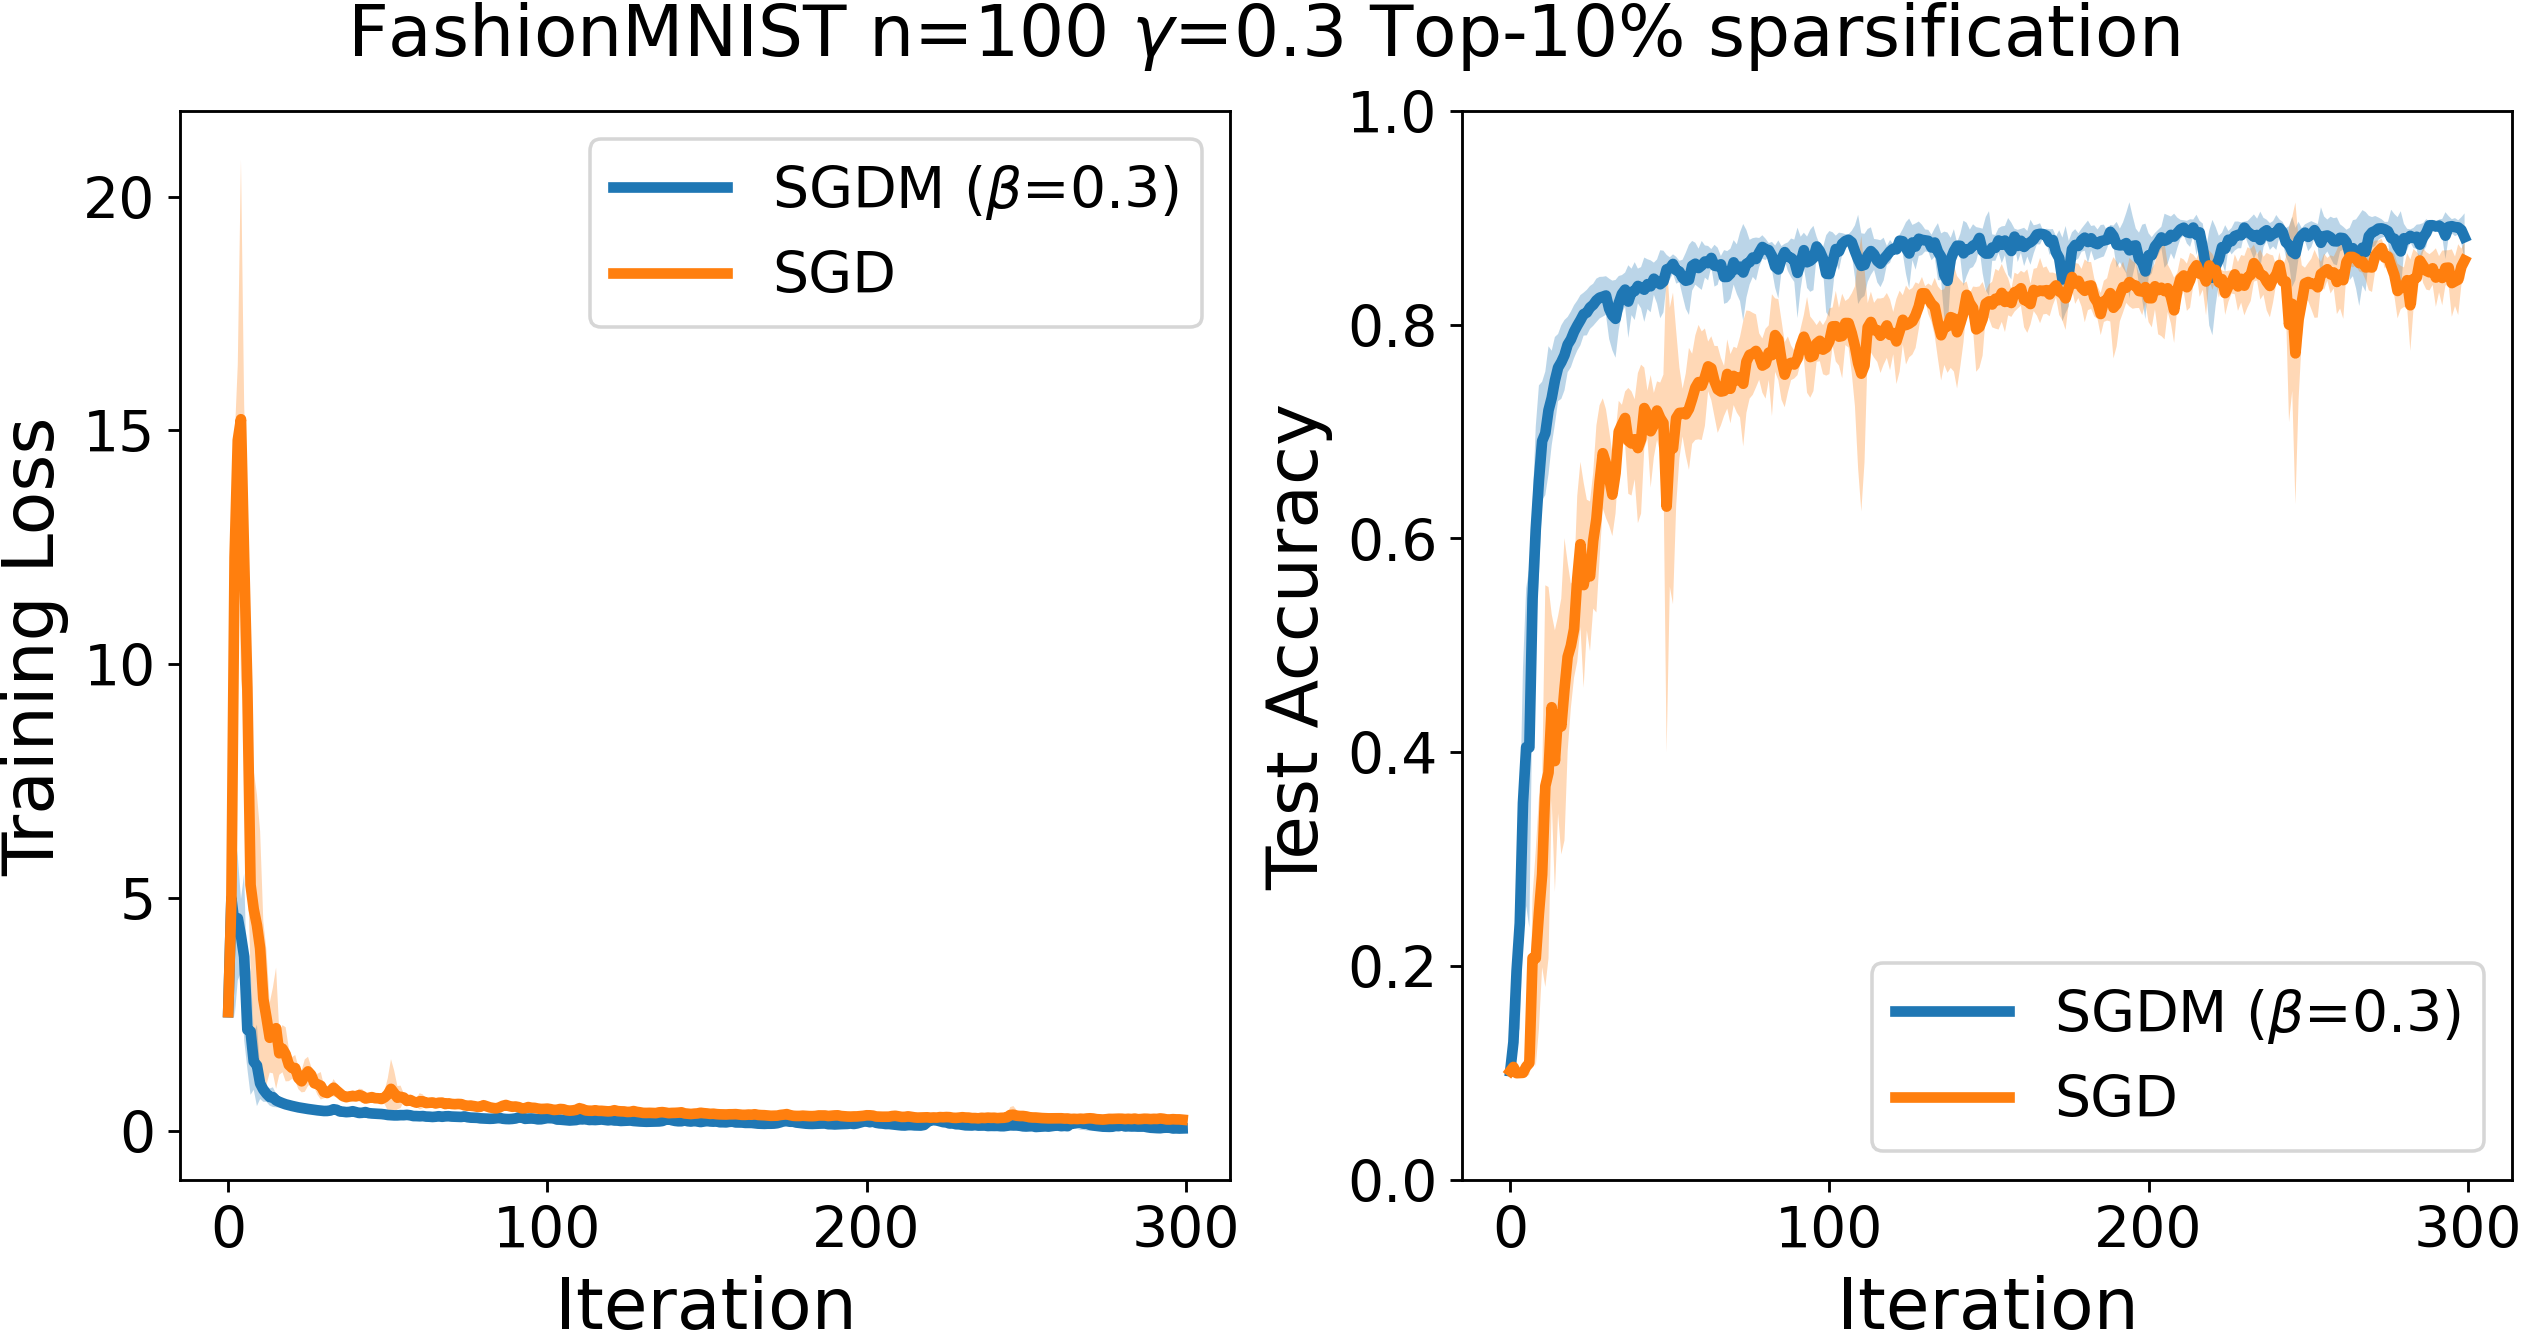 FashionMNIST n=100 γ=0.3 Top-10% sparsification
Training Loss
20
15
10
5
0
SGDM (β=0.3)
SGD
0 100 200 300
Iteration
Test Accuracy
1.0
0.8
0.6
0.4
0.2
0.0
SGDM (β=0.3)
SGD
0 100 200 300
Iteration